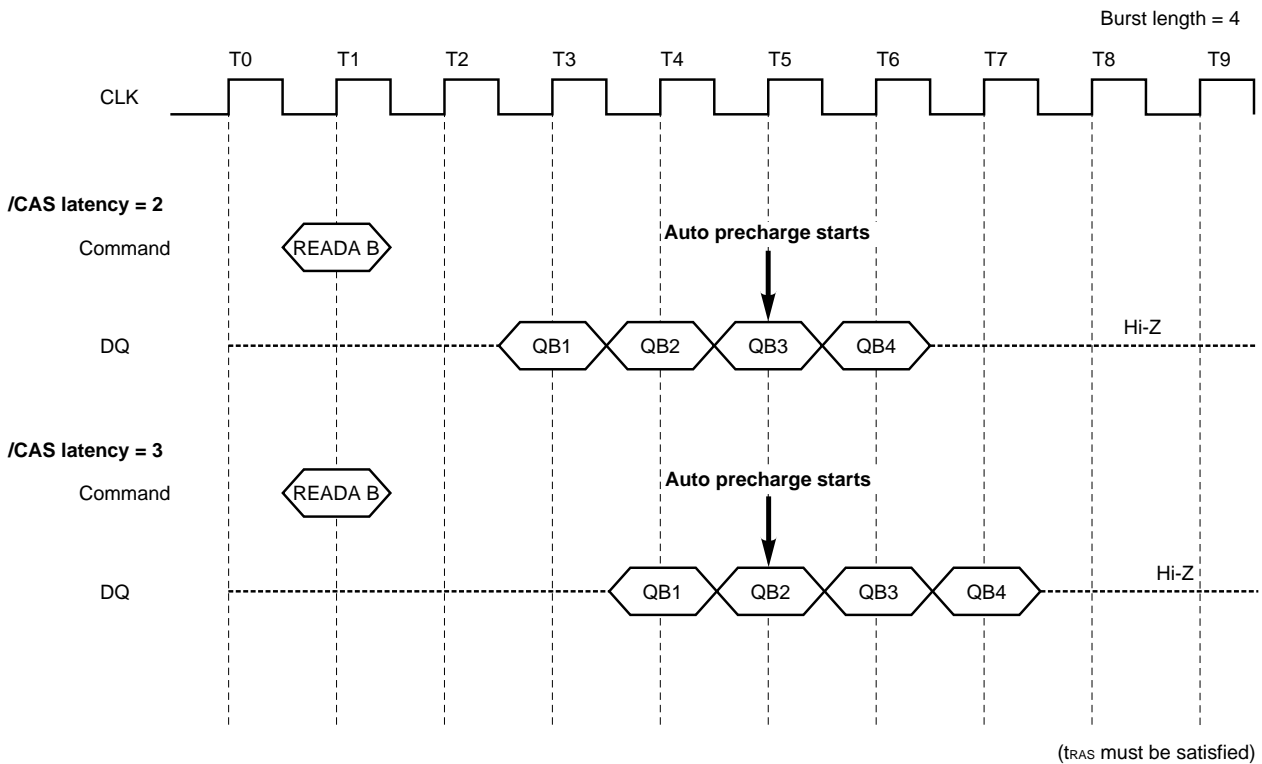 Burst length = 4
T0 T1 T2 T3 T4 T5 T6 T7 T8 T9
CLK
/CAS latency = 2
Auto precharge starts
Command READA B
Hi-Z
DQ QB1 QB2 QB3 QB4
/CAS latency = 3
Auto precharge starts
Command READA B
Hi-Z
DQ QB1 QB2 QB3 QB4
(tRAS must be satisfied)